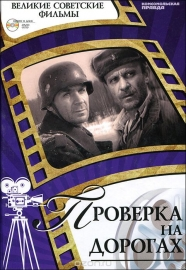 ВЕЛИКИЕ СОВЕТСКИЕ
ФИЛЬМЫ
КОМСОМОЛЬСКАЯ
ПРАВДА
ПРОВЕРКА
НА
ДОРОГАХ